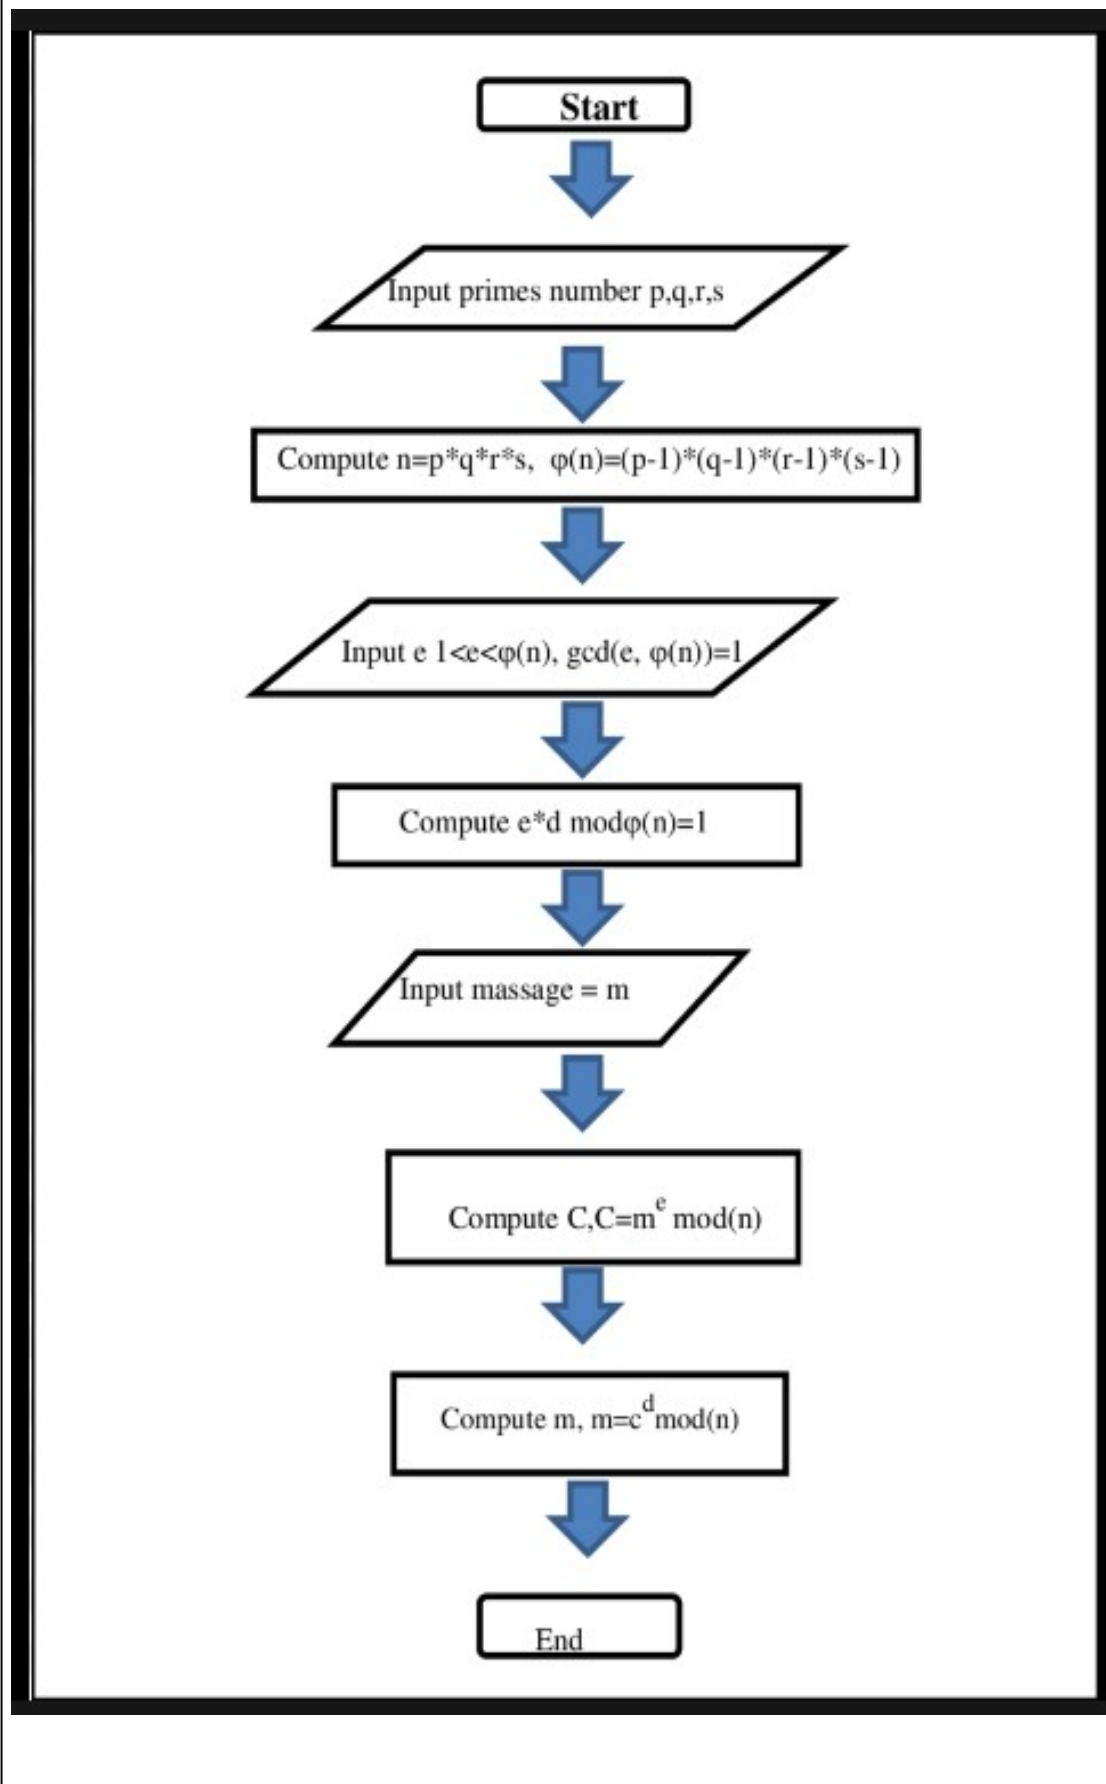 Start
Input primes number p,q,r,s
Compute n=p*q*r*s, φ(n)=(p-1)*(q-1)*(r-1)*(s-1)
Input e 1<e<φ(n), gcd(e, φ(n))=1
Compute e*d modφ(n)=1
Input massage = m
Compute C,C=m^e mod(n)
Compute m, m=c^d mod(n)
End